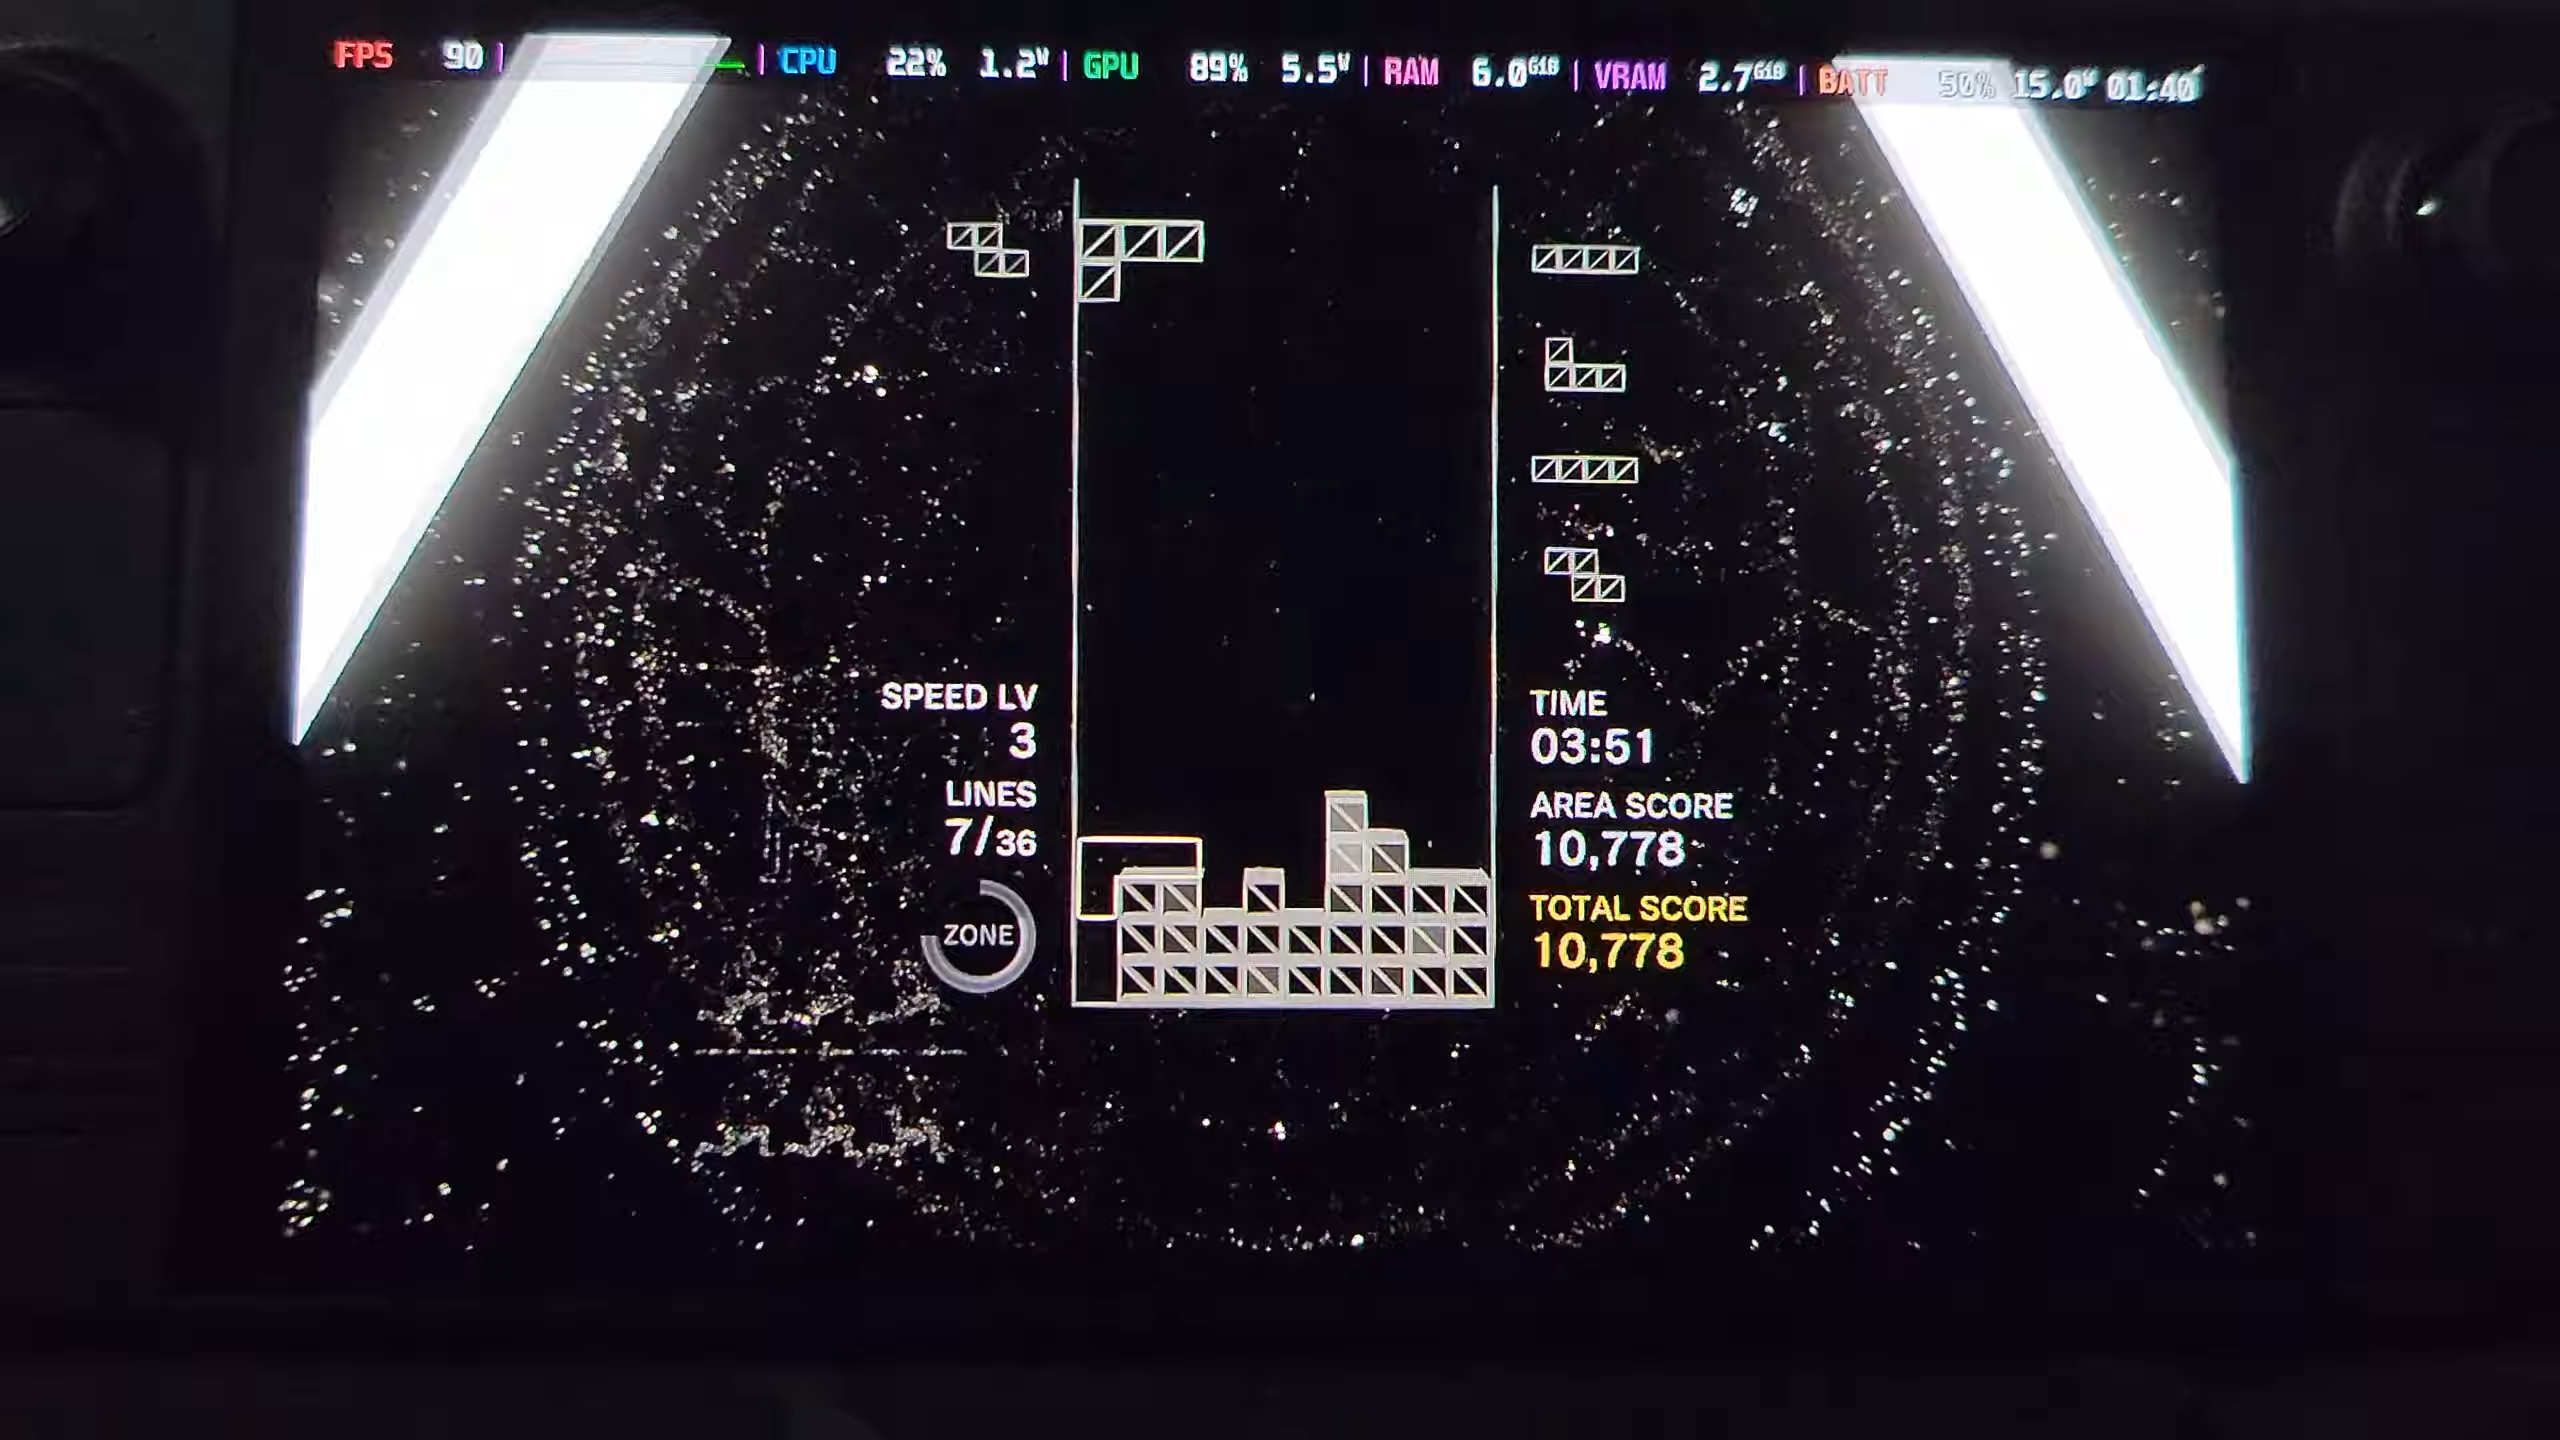 FPS 90 | CPU 22% 1.2W | GPU 89% 5.5W | RAM 6.0GiB | VRAM 2.7GiB | BATT 50% 15.0W 01:40
SPEED LV
3
LINES
7/36
ZONE
TIME
03:51
AREA SCORE
10,778
TOTAL SCORE
10,778